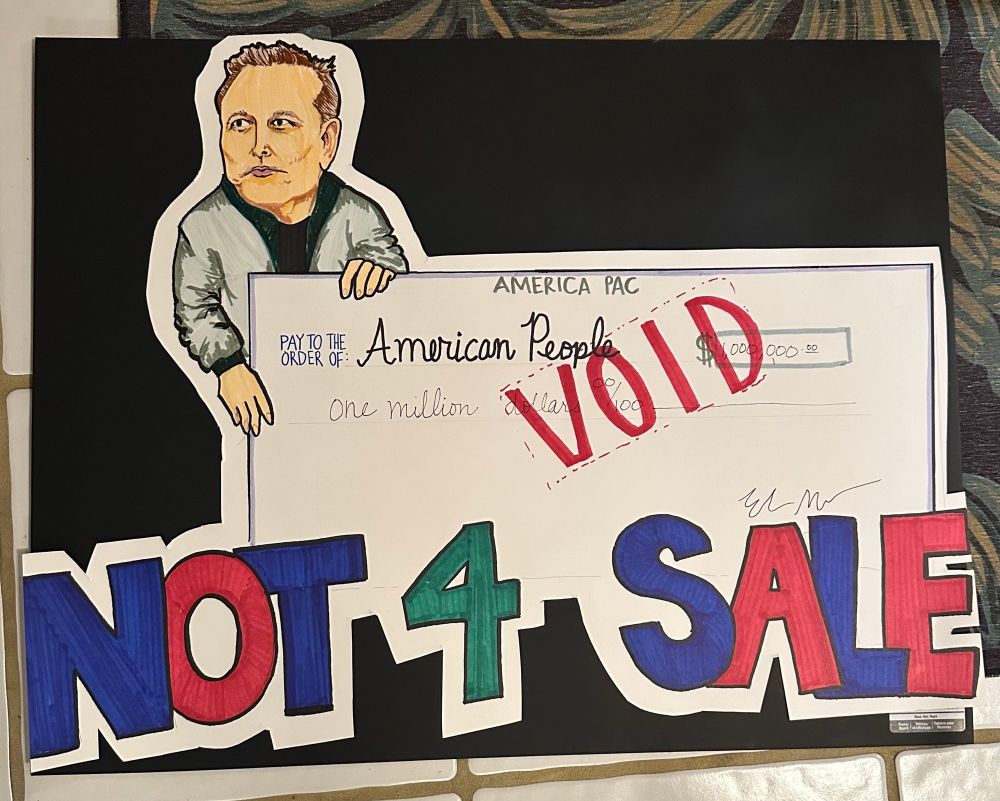 AMERICA PAC
PAY TO THE
ORDER OF:
American People
$1,000,000.00
One million dollars 00/100
VOID
NOT 4 SALE